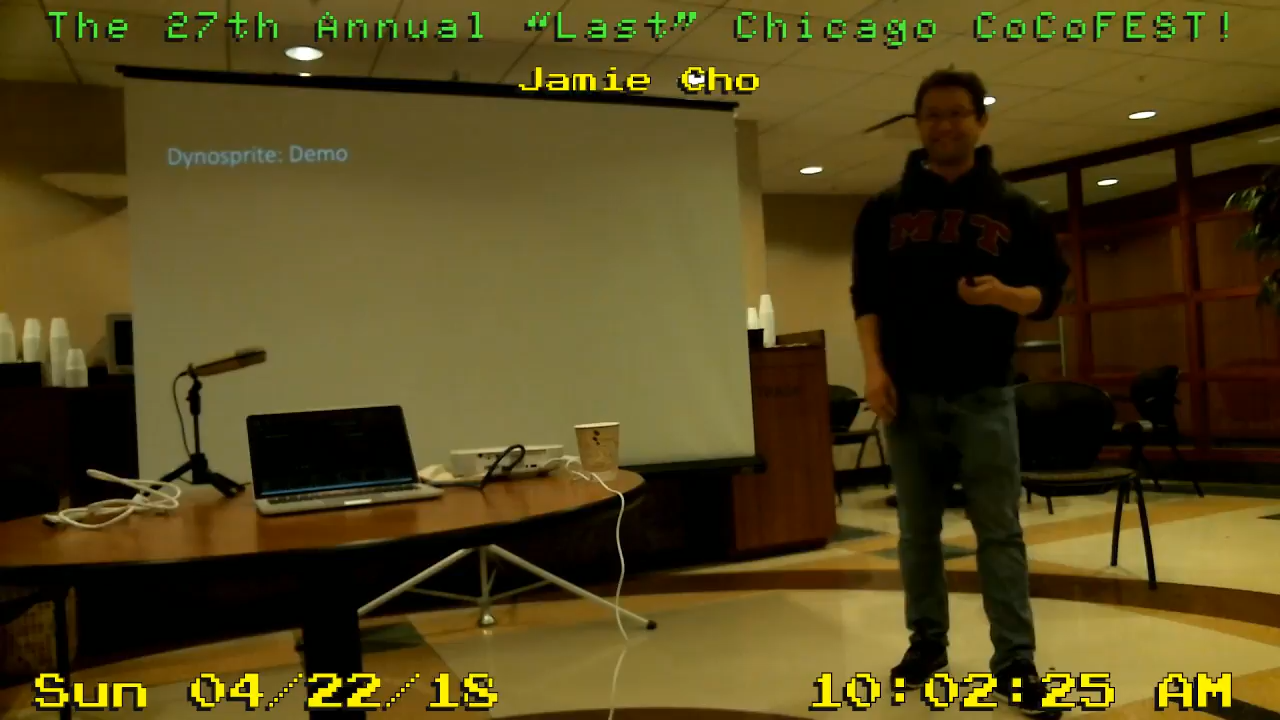 The 27th Annual “Last” Chicago CoCoFEST!
Jamie Cho
Dynosprite: Demo
MIT
Sun 04/22/18
10:02:25 AM